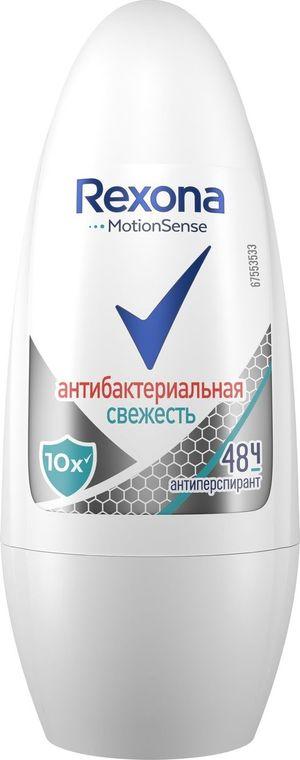 Rexona
MotionSense
67553533
антибактериальная
свежесть
10x
48ч
антиперспирант